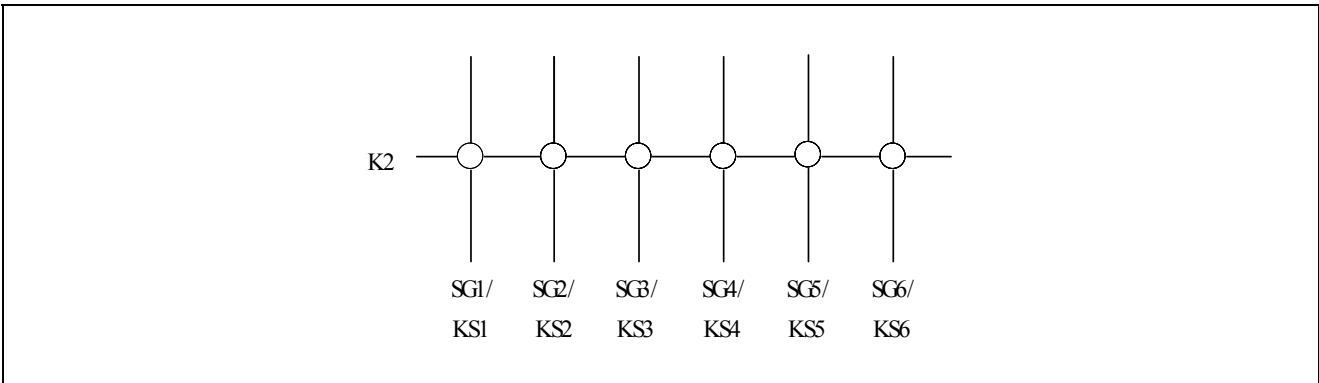 K2
SG1/ SG2/ SG3/ SG4/ SG5/ SG6/
KS1 KS2 KS3 KS4 KS5 KS6